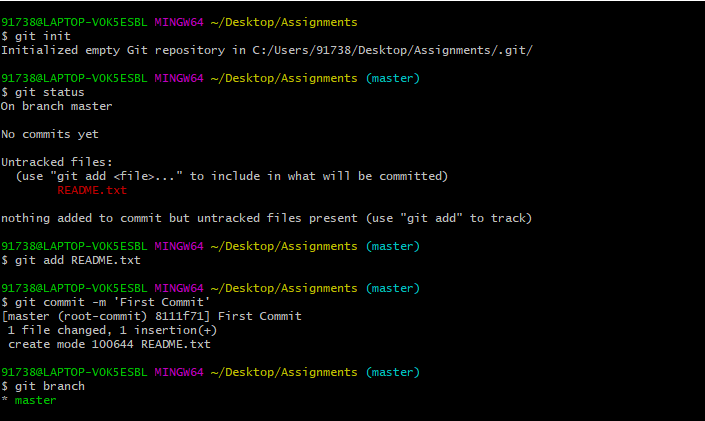 91738@LAPTOP-V0K5ESBL MINGW64 ~/Desktop/Assignments
$ git init
Initialized empty Git repository in C:/Users/91738/Desktop/Assignments/.git/
91738@LAPTOP-V0K5ESBL MINGW64 ~/Desktop/Assignments (master)
$ git status
On branch master
No commits yet
Untracked files:
(use "git add <file>..." to include in what will be committed)
README.txt
nothing added to commit but untracked files present (use "git add" to track)
91738@LAPTOP-V0K5ESBL MINGW64 ~/Desktop/Assignments (master)
$ git add README.txt
91738@LAPTOP-V0K5ESBL MINGW64 ~/Desktop/Assignments (master)
$ git commit -m 'First Commit'
[master (root-commit) 8111f71] First Commit
1 file changed, 1 insertion(+)
create mode 100644 README.txt
91738@LAPTOP-V0K5ESBL MINGW64 ~/Desktop/Assignments (master)
$ git branch
* master